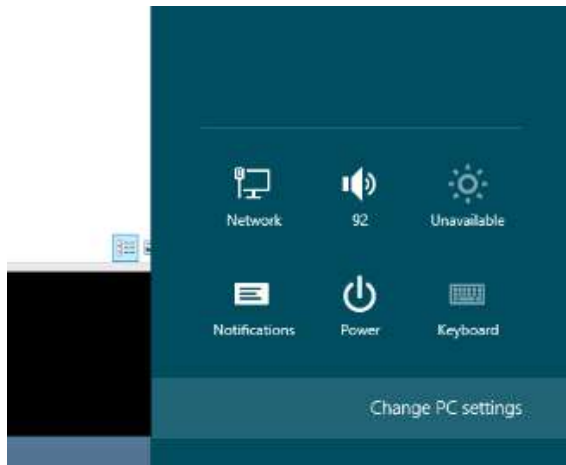 Network 92 Unavailable
Notifications Power Keyboard
Change PC settings